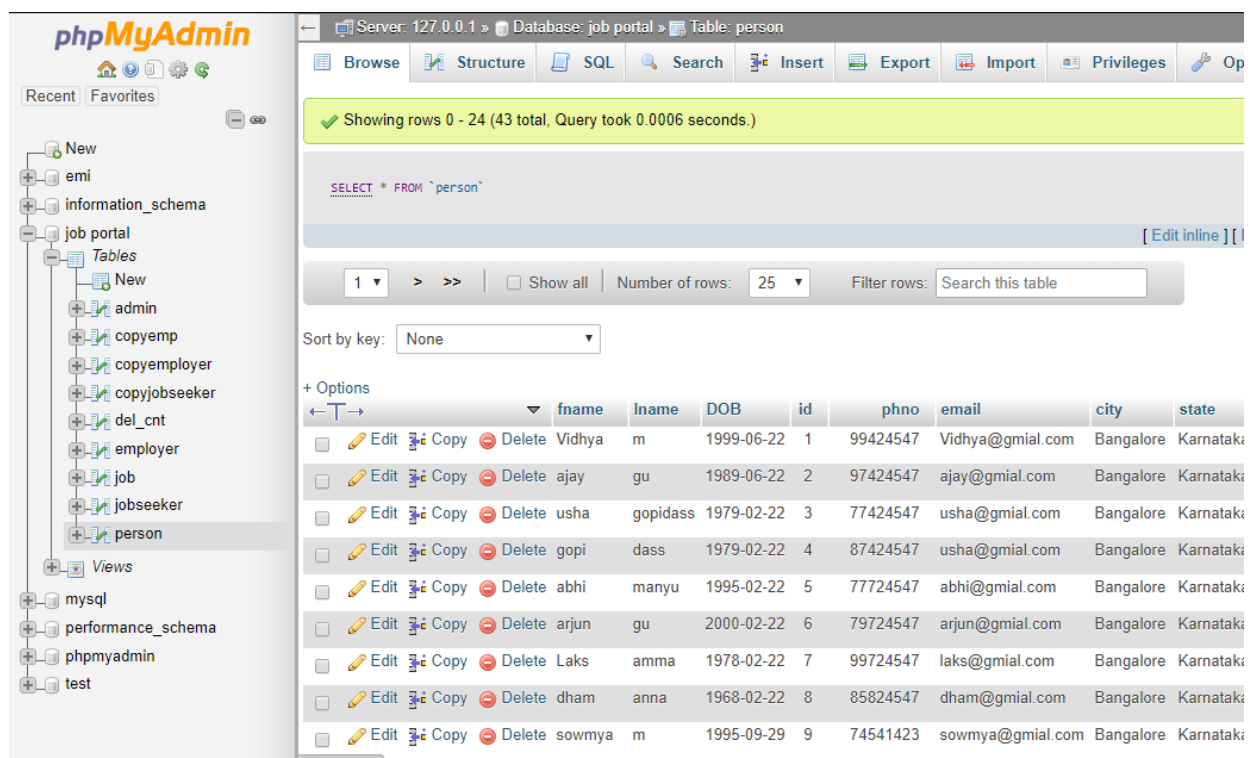 phpMyAdmin
Recent Favorites
New
emi
information_schema
job portal
Tables
New
admin
copyemp
copyemployer
copyjobseeker
del_cnt
employer
job
jobseeker
person
Views
mysql
performance_schema
phpmyadmin
test
Server: 127.0.0.1 » Database: job portal » Table: person
Browse Structure SQL Search Insert Export Import Privileges Op
Showing rows 0 - 24 (43 total, Query took 0.0006 seconds.)
SELECT * FROM `person`
[ Edit inline ] [
1 > >> Show all Number of rows: 25 Filter rows: Search this table
Sort by key: None
+ Options
fname lname DOB id phno email city state
Edit Copy Delete Vidhya m 1999-06-22 1 99424547 Vidhya@gmial.com Bangalore Karnataka
Edit Copy Delete ajay gu 1989-06-22 2 97424547 ajay@gmial.com Bangalore Karnataka
Edit Copy Delete usha gopidass 1979-02-22 3 77424547 usha@gmial.com Bangalore Karnataka
Edit Copy Delete gopi dass 1979-02-22 4 87424547 usha@gmial.com Bangalore Karnataka
Edit Copy Delete abhi manyu 1995-02-22 5 77724547 abhi@gmial.com Bangalore Karnataka
Edit Copy Delete arjun gu 2000-02-22 6 79724547 arjun@gmial.com Bangalore Karnataka
Edit Copy Delete Laks amma 1978-02-22 7 99724547 laks@gmial.com Bangalore Karnataka
Edit Copy Delete dham anna 1968-02-22 8 85824547 dham@gmial.com Bangalore Karnataka
Edit Copy Delete sowmya m 1995-09-29 9 74541423 sowmya@gmial.com Bangalore Karnataka